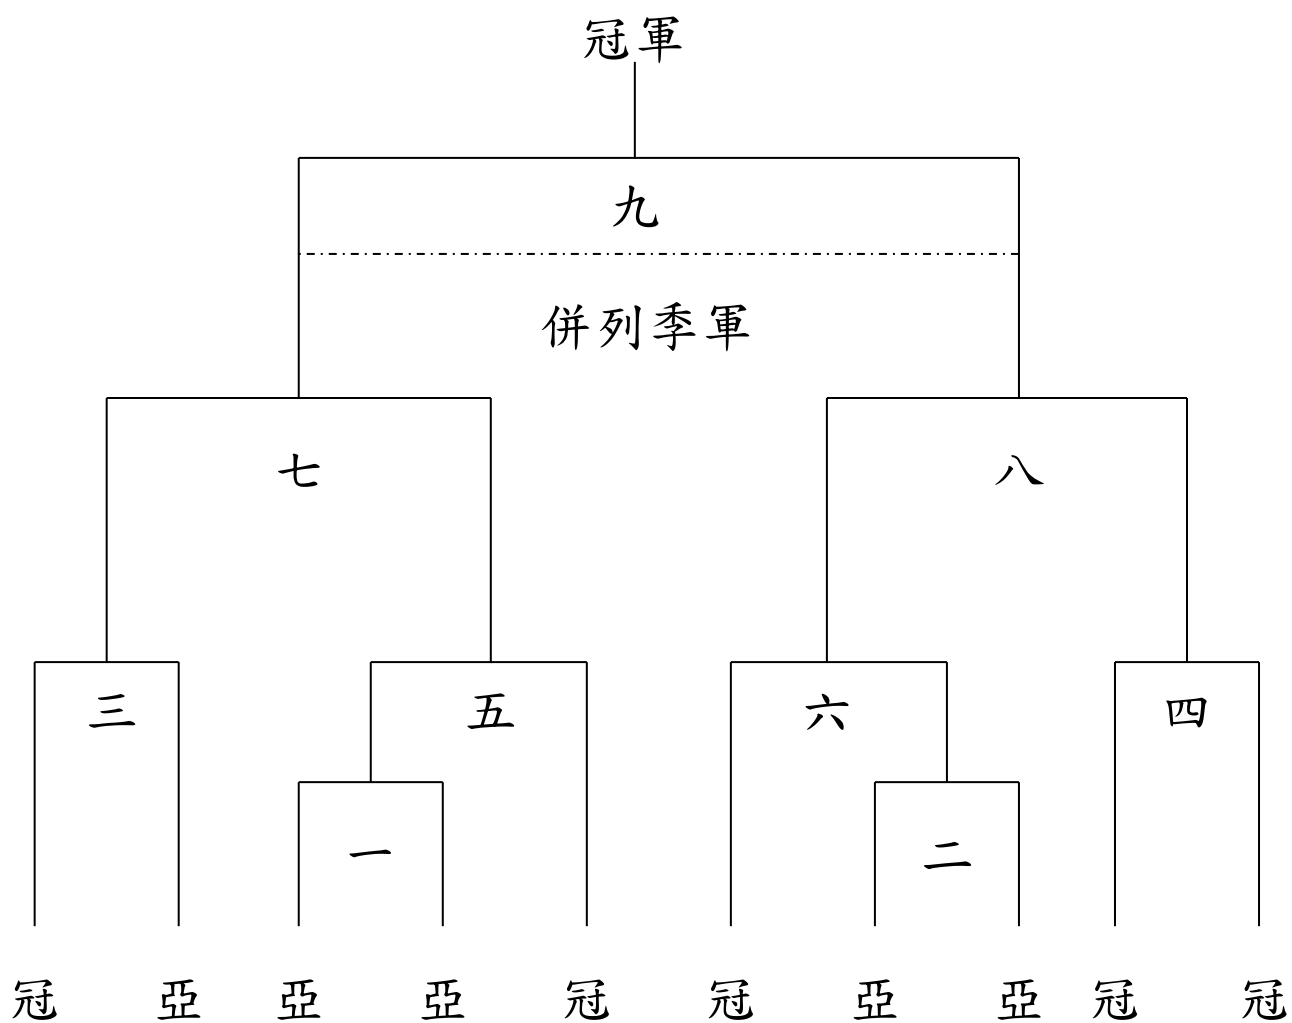 冠軍
九
併列季軍
七 八
三 五 六 四
一 二
冠 亞 亞 亞 冠 冠 亞 亞 冠 冠